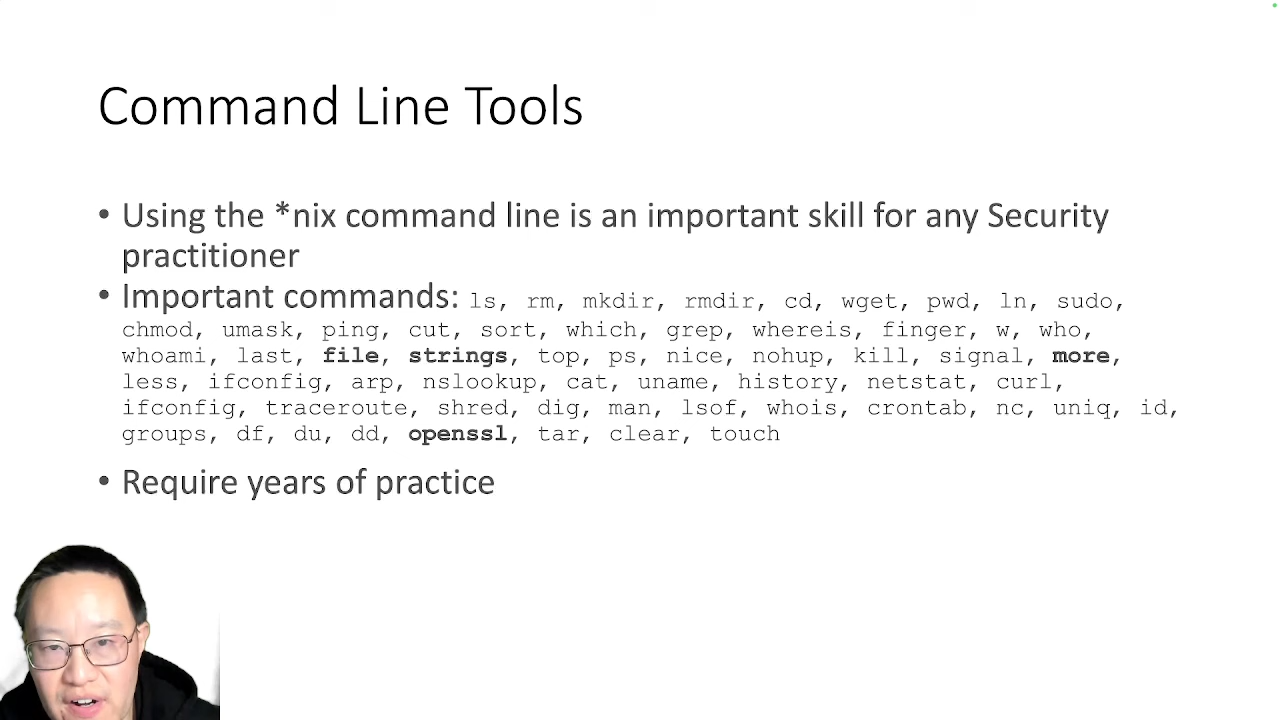 Command Line Tools
• Using the *nix command line is an important skill for any Security
practitioner
• Important commands: ls, rm, mkdir, rmdir, cd, wget, pwd, ln, sudo,
chmod, umask, ping, cut, sort, which, grep, whereis, finger, w, who,
whoami, last, file, strings, top, ps, nice, nohup, kill, signal, more,
less, ifconfig, arp, nslookup, cat, uname, history, netstat, curl,
ifconfig, traceroute, shred, dig, man, lsof, whois, crontab, nc, uniq, id,
groups, df, du, dd, openssl, tar, clear, touch
• Require years of practice